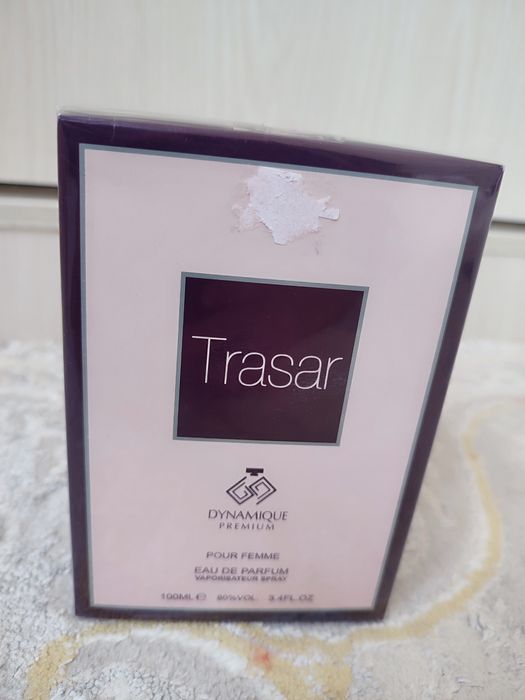 Trasar
DYNAMIQUE
PREMIUM
POUR FEMME
EAU DE PARFUM
VAPORISATEUR SPRAY
100ML ℮ 80%VOL. 3.4FL.OZ